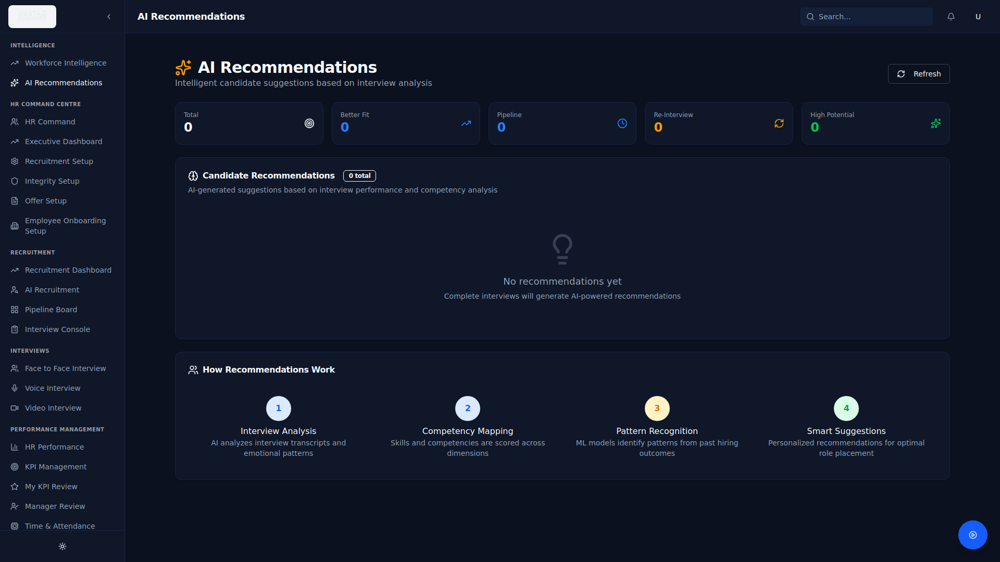 AVATAR
AI Recommendations
Search...
U
INTELLIGENCE
Workforce Intelligence
AI Recommendations
HR COMMAND CENTRE
HR Command
Executive Dashboard
Recruitment Setup
Integrity Setup
Offer Setup
Employee Onboarding
Setup
RECRUITMENT
Recruitment Dashboard
AI Recruitment
Pipeline Board
Interview Console
INTERVIEWS
Face to Face Interview
Voice Interview
Video Interview
PERFORMANCE MANAGEMENT
HR Performance
KPI Management
My KPI Review
Manager Review
Time & Attendance
AI Recommendations
Intelligent candidate suggestions based on interview analysis
Refresh
Total
0
Better Fit
0
Pipeline
0
Re-Interview
0
High Potential
0
Candidate Recommendations
0 total
AI-generated suggestions based on interview performance and competency analysis
No recommendations yet
Complete interviews will generate AI-powered recommendations
How Recommendations Work
1
Interview Analysis
AI analyzes interview transcripts and
emotional patterns
2
Competency Mapping
Skills and competencies are scored across
dimensions
3
Pattern Recognition
ML models identify patterns from past hiring
outcomes
4
Smart Suggestions
Personalized recommendations for optimal
role placement